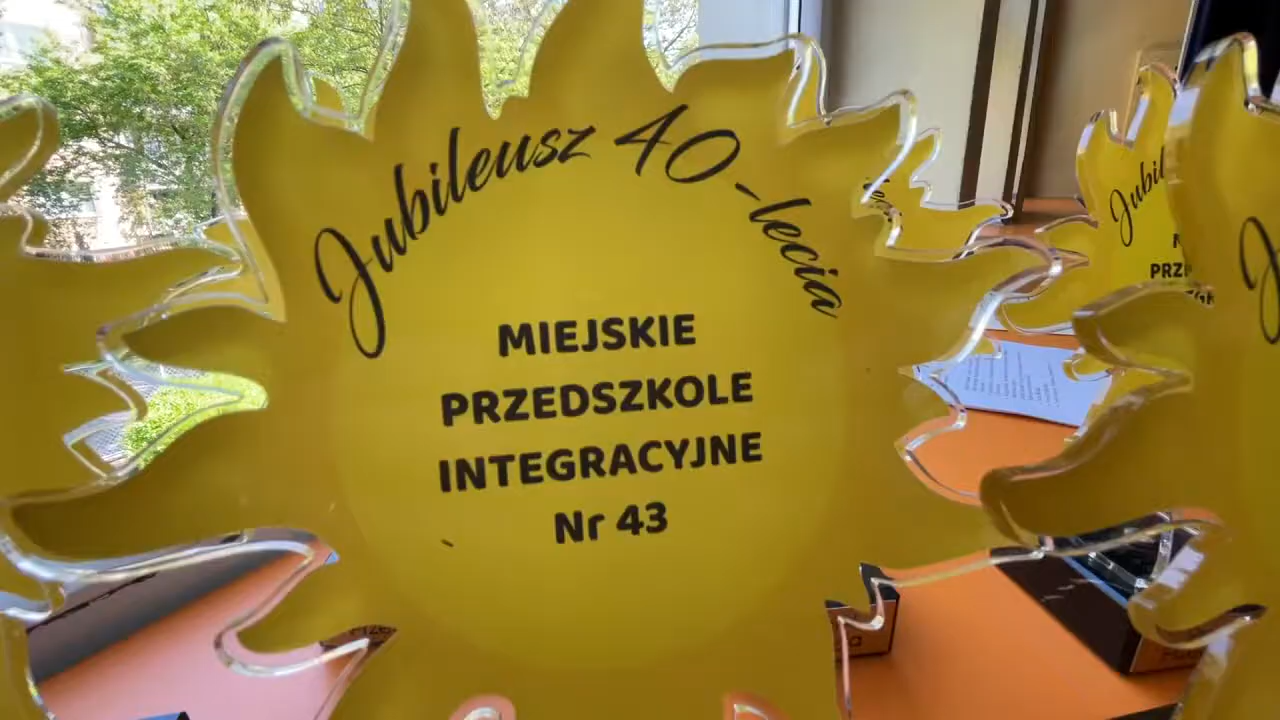 Jubileusz 40-lecia
MIEJSKIE
PRZEDSZKOLE
INTEGRACYJNE
Nr 43